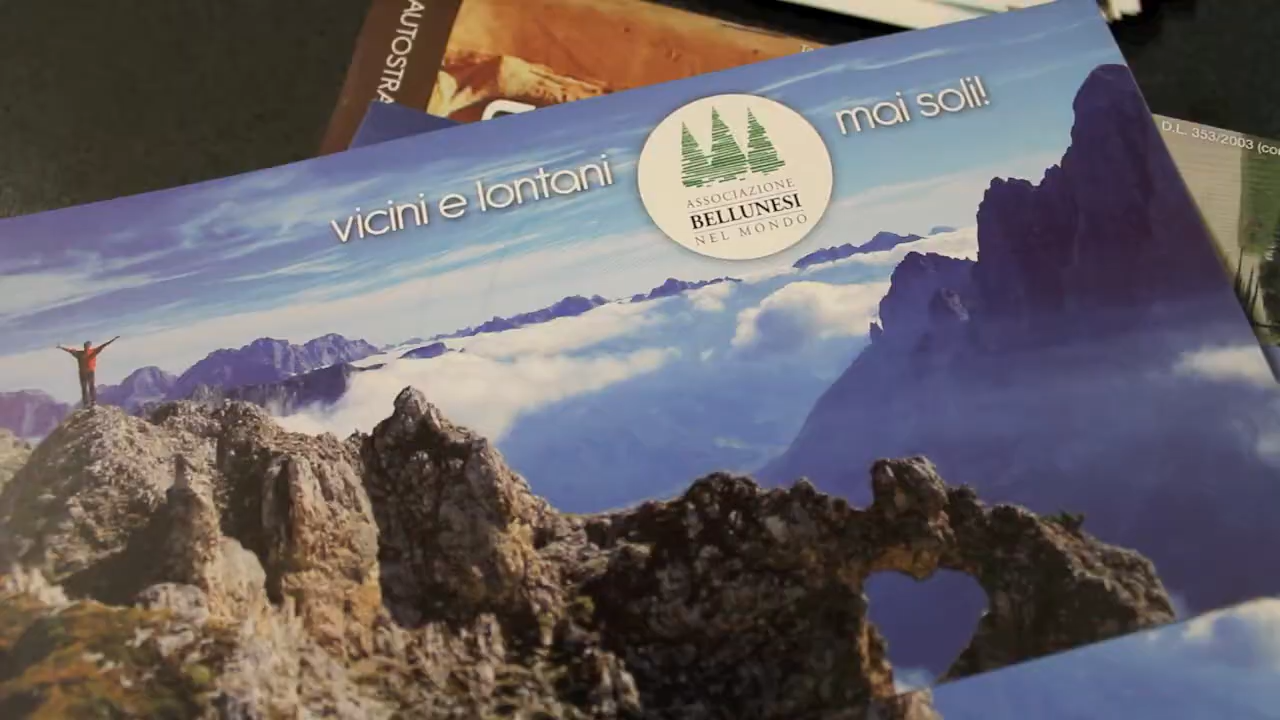 AUTOSTRA
vicini e lontani
mai soli!
ASSOCIAZIONE
BELLUNESI
NEL MONDO
D.L. 353/2003 (co